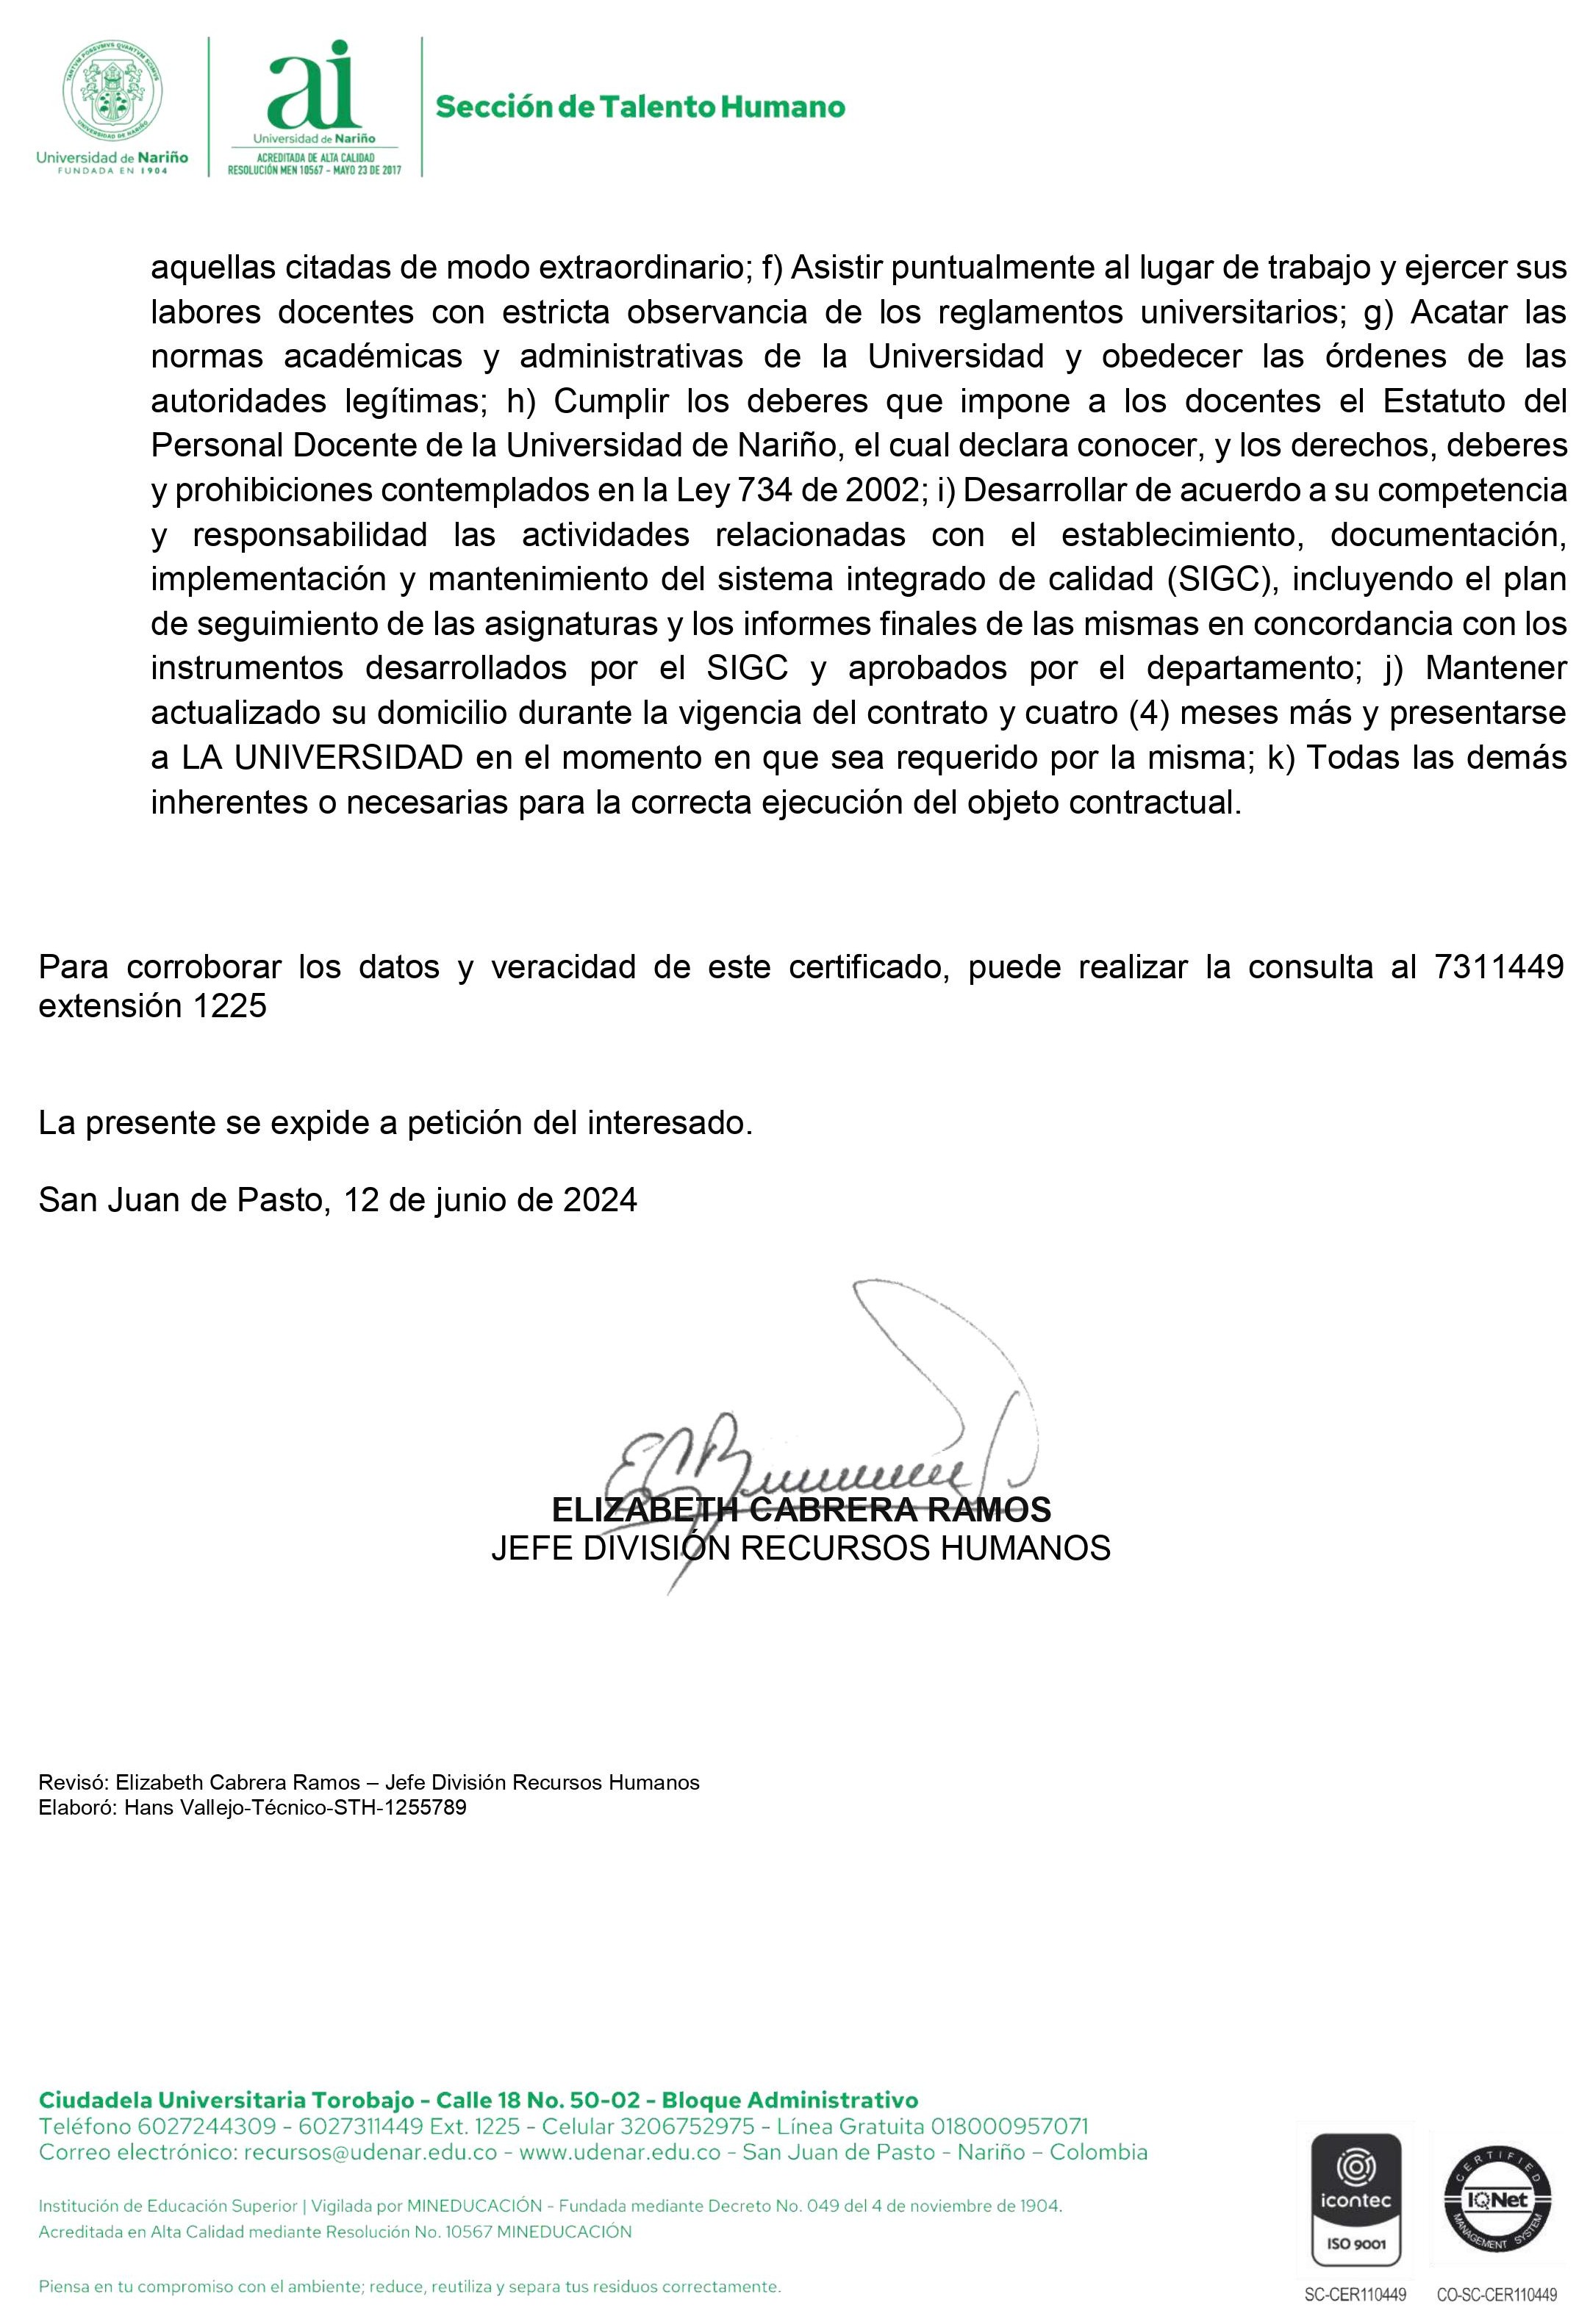 TANTVM POSSVMVS QVANTVM SCIMVS
UNIVERSIDAD DE NARIÑO
Universidad de Nariño
FUNDADA EN 1904
ai
Universidad de Nariño
ACREDITADA DE ALTA CALIDAD
RESOLUCIÓN MEN 10567 - MAYO 23 DE 2017
Sección de Talento Humano
aquellas citadas de modo extraordinario; f) Asistir puntualmente al lugar de trabajo y ejercer sus
labores docentes con estricta observancia de los reglamentos universitarios; g) Acatar las
normas académicas y administrativas de la Universidad y obedecer las órdenes de las
autoridades legítimas; h) Cumplir los deberes que impone a los docentes el Estatuto del
Personal Docente de la Universidad de Nariño, el cual declara conocer, y los derechos, deberes
y prohibiciones contemplados en la Ley 734 de 2002; i) Desarrollar de acuerdo a su competencia
y responsabilidad las actividades relacionadas con el establecimiento, documentación,
implementación y mantenimiento del sistema integrado de calidad (SIGC), incluyendo el plan
de seguimiento de las asignaturas y los informes finales de las mismas en concordancia con los
instrumentos desarrollados por el SIGC y aprobados por el departamento; j) Mantener
actualizado su domicilio durante la vigencia del contrato y cuatro (4) meses más y presentarse
a LA UNIVERSIDAD en el momento en que sea requerido por la misma; k) Todas las demás
inherentes o necesarias para la correcta ejecución del objeto contractual.
Para corroborar los datos y veracidad de este certificado, puede realizar la consulta al 7311449
extensión 1225
La presente se expide a petición del interesado.
San Juan de Pasto, 12 de junio de 2024
ELIZABETH CABRERA RAMOS
JEFE DIVISIÓN RECURSOS HUMANOS
Revisó: Elizabeth Cabrera Ramos – Jefe División Recursos Humanos
Elaboró: Hans Vallejo-Técnico-STH-1255789
Ciudadela Universitaria Torobajo - Calle 18 No. 50-02 - Bloque Administrativo
Teléfono 6027244309 - 6027311449 Ext. 1225 - Celular 3206752975 - Línea Gratuita 018000957071
Correo electrónico: recursos@udenar.edu.co - www.udenar.edu.co - San Juan de Pasto - Nariño – Colombia
Institución de Educación Superior | Vigilada por MINEDUCACIÓN - Fundada mediante Decreto No. 049 del 4 de noviembre de 1904.
Acreditada en Alta Calidad mediante Resolución No. 10567 MINEDUCACIÓN
Piensa en tu compromiso con el ambiente; reduce, reutiliza y separa tus residuos correctamente.
icontec
ISO 9001
SC-CER110449
CERTIFIED
IQNet
MANAGEMENT SYSTEM
CO-SC-CER110449